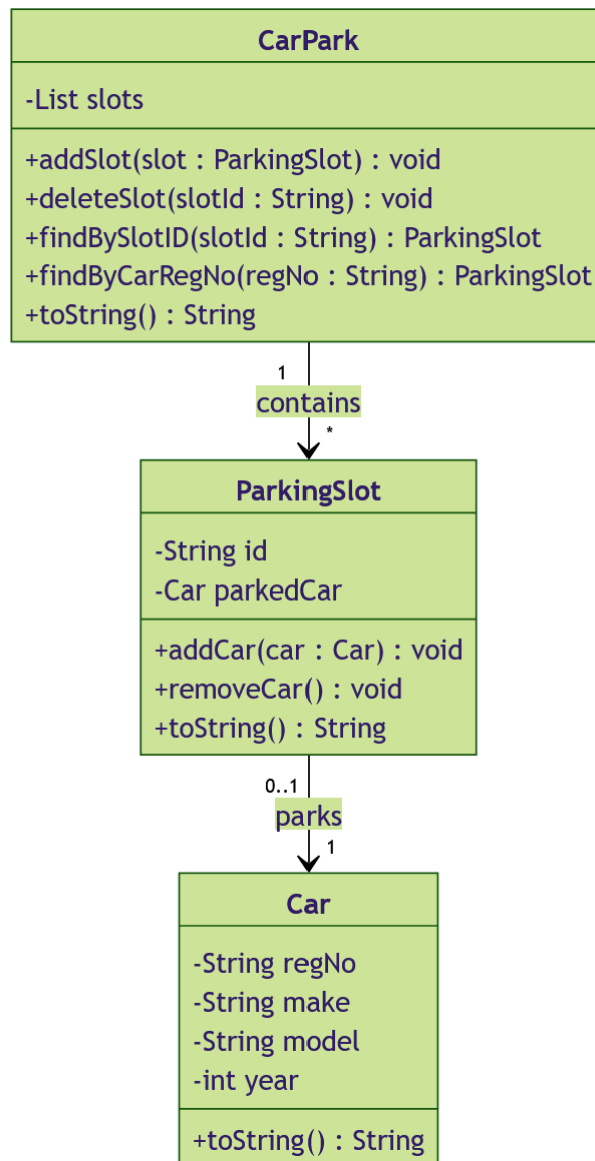 CarPark
-List slots
+addSlot(slot : ParkingSlot) : void
+deleteSlot(slotId : String) : void
+findBySlotID(slotId : String) : ParkingSlot
+findByCarRegNo(regNo : String) : ParkingSlot
+toString() : String
1
contains
*
ParkingSlot
-String id
-Car parkedCar
+addCar(car : Car) : void
+removeCar() : void
+toString() : String
0..1
parks
1
Car
-String regNo
-String make
-String model
-int year
+toString() : String